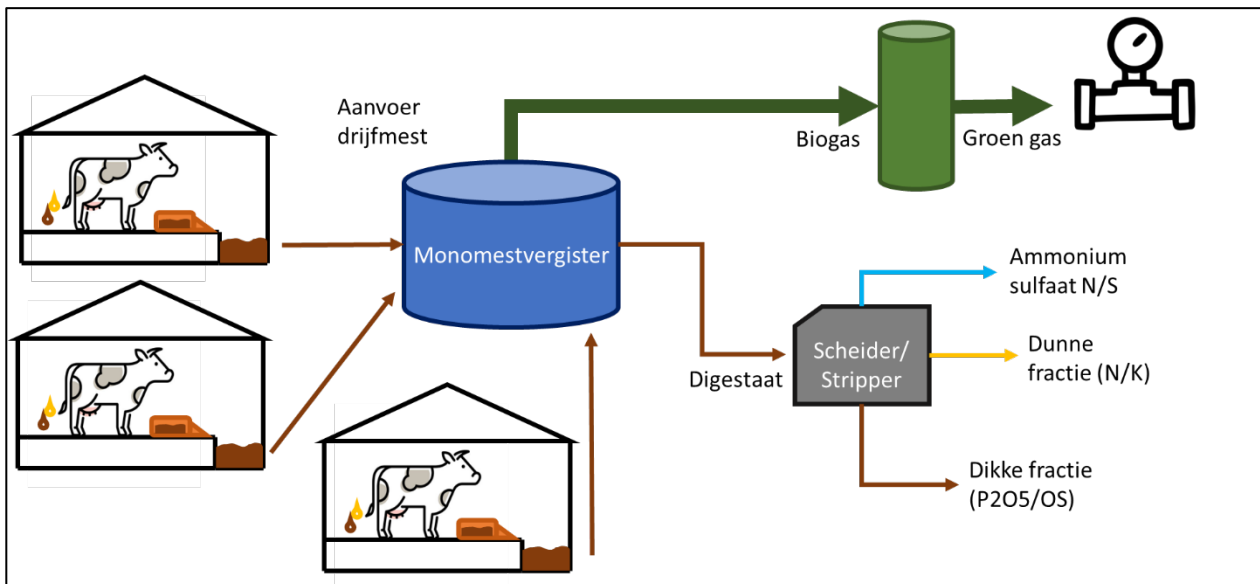 Aanvoer
drijfmest
Biogas
Groen gas
Monomestvergister
Ammonium
sulfaat N/S
Scheider/
Stripper
Dunne
fractie (N/K)
Digestaat
Dikke fractie
(P2O5/OS)